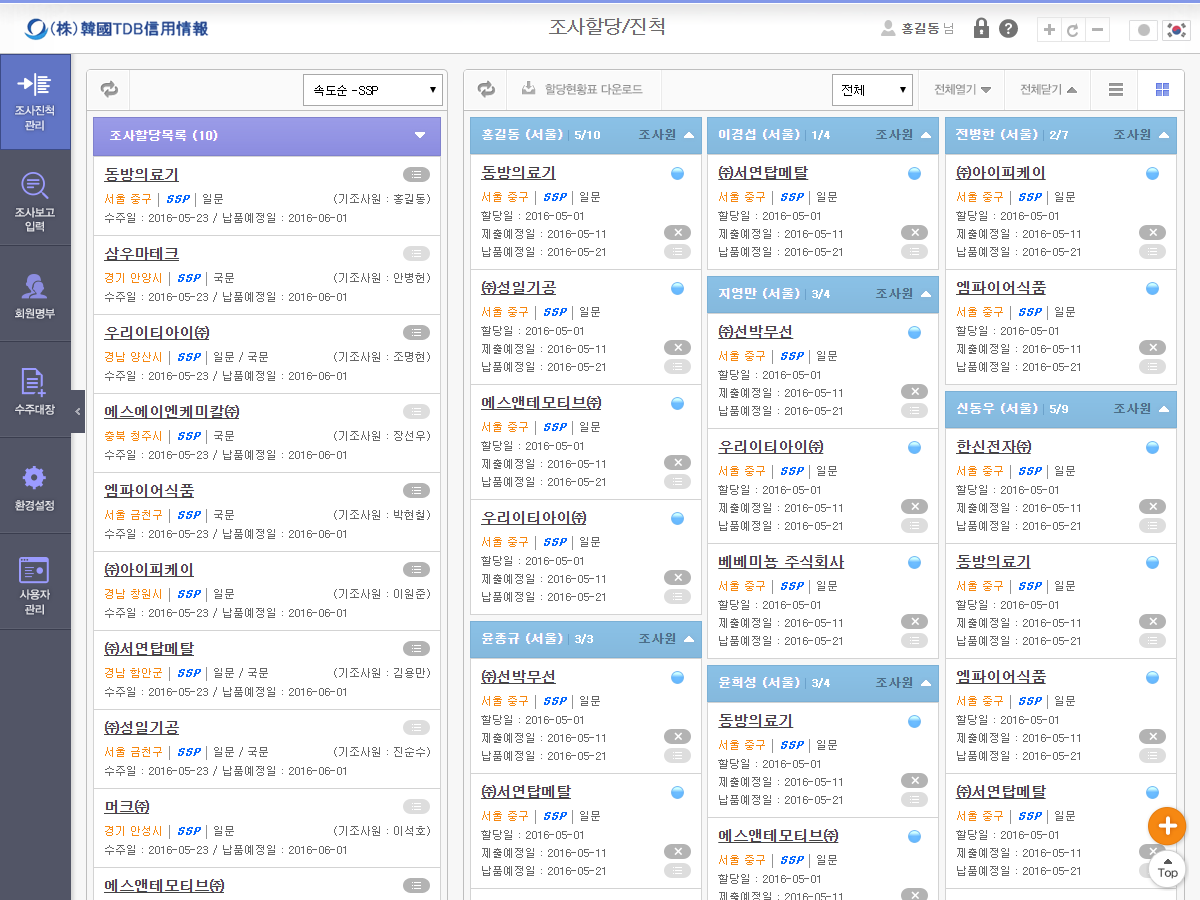 (株)韓國TDB信用情報
조사할당/진척
홍길동 님
조사진척
관리
조사보고
입력
회원명부
수주대장
환경설정
사용자
관리
속도순 -SSP
조사할당목록 (10)
동방의료기
서울 중구 | SSP | 일문 (기조사원 : 홍길동)
수주일 : 2016-05-23 / 납품예정일 : 2016-06-01
삼우마테크
경기 안양시 | SSP | 국문 (기조사원 : 안병헌)
수주일 : 2016-05-23 / 납품예정일 : 2016-06-01
우리이티아이㈜
경남 양산시 | SSP | 일문 / 국문 (기조사원 : 조명현)
수주일 : 2016-05-23 / 납품예정일 : 2016-06-01
에스에이엔케미칼㈜
충북 청주시 | SSP | 국문 (기조사원 : 장선우)
수주일 : 2016-05-23 / 납품예정일 : 2016-06-01
엠파이어식품
서울 금천구 | SSP | 국문 (기조사원 : 박현철)
수주일 : 2016-05-23 / 납품예정일 : 2016-06-01
㈜아이피케이
경남 창원시 | SSP | 일문 (기조사원 : 이원준)
수주일 : 2016-05-23 / 납품예정일 : 2016-06-01
㈜서연탑메탈
경남 함안군 | SSP | 일문 / 국문 (기조사원 : 김용만)
수주일 : 2016-05-23 / 납품예정일 : 2016-06-01
㈜성일기공
서울 금천구 | SSP | 일문 / 국문 (기조사원 : 진순수)
수주일 : 2016-05-23 / 납품예정일 : 2016-06-01
머크㈜
경기 안성시 | SSP | 일문 (기조사원 : 이석호)
수주일 : 2016-05-23 / 납품예정일 : 2016-06-01
에스앤테모티브㈜
할당현황표 다운로드
전체
전체열기
전체닫기
홍길동 (서울) | 5/10 조사원
동방의료기
서울 중구 | SSP | 일문
할당일 : 2016-05-01
제출예정일 : 2016-05-11
납품예정일 : 2016-05-21
㈜성일기공
서울 중구 | SSP | 일문
할당일 : 2016-05-01
제출예정일 : 2016-05-11
납품예정일 : 2016-05-21
에스앤테모티브㈜
서울 중구 | SSP | 일문
할당일 : 2016-05-01
제출예정일 : 2016-05-11
납품예정일 : 2016-05-21
우리이티아이㈜
서울 중구 | SSP | 일문
할당일 : 2016-05-01
제출예정일 : 2016-05-11
납품예정일 : 2016-05-21
윤종규 (서울) | 3/3 조사원
㈜선박무선
서울 중구 | SSP | 일문
할당일 : 2016-05-01
제출예정일 : 2016-05-11
납품예정일 : 2016-05-21
㈜서연탑메탈
서울 중구 | SSP | 일문
할당일 : 2016-05-01
제출예정일 : 2016-05-11
납품예정일 : 2016-05-21
이경섭 (서울) | 1/4 조사원
㈜서연탑메탈
서울 중구 | SSP | 일문
할당일 : 2016-05-01
제출예정일 : 2016-05-11
납품예정일 : 2016-05-21
지영만 (서울) | 3/4 조사원
㈜선박무선
서울 중구 | SSP | 일문
할당일 : 2016-05-01
제출예정일 : 2016-05-11
납품예정일 : 2016-05-21
우리이티아이㈜
서울 중구 | SSP | 일문
할당일 : 2016-05-01
제출예정일 : 2016-05-11
납품예정일 : 2016-05-21
베베미뇽 주식회사
서울 중구 | SSP | 일문
할당일 : 2016-05-01
제출예정일 : 2016-05-11
납품예정일 : 2016-05-21
윤희성 (서울) | 3/4 조사원
동방의료기
서울 중구 | SSP | 일문
할당일 : 2016-05-01
제출예정일 : 2016-05-11
납품예정일 : 2016-05-21
에스앤테모티브㈜
서울 중구 | SSP | 일문
할당일 : 2016-05-01
제출예정일 : 2016-05-11
전병한 (서울) | 2/7 조사원
㈜아이피케이
서울 중구 | SSP | 일문
할당일 : 2016-05-01
제출예정일 : 2016-05-11
납품예정일 : 2016-05-21
엠파이어식품
서울 중구 | SSP | 일문
할당일 : 2016-05-01
제출예정일 : 2016-05-11
납품예정일 : 2016-05-21
신동우 (서울) | 5/9 조사원
한신전자㈜
서울 중구 | SSP | 일문
할당일 : 2016-05-01
제출예정일 : 2016-05-11
납품예정일 : 2016-05-21
동방의료기
서울 중구 | SSP | 일문
할당일 : 2016-05-01
제출예정일 : 2016-05-11
납품예정일 : 2016-05-21
엠파이어식품
서울 중구 | SSP | 일문
할당일 : 2016-05-01
제출예정일 : 2016-05-11
납품예정일 : 2016-05-21
㈜서연탑메탈
서울 중구 | SSP | 일문
할당일 : 2016-05-01
제출예정일 : 2016-05-11
납품예정일 : 2016-05-21
Top